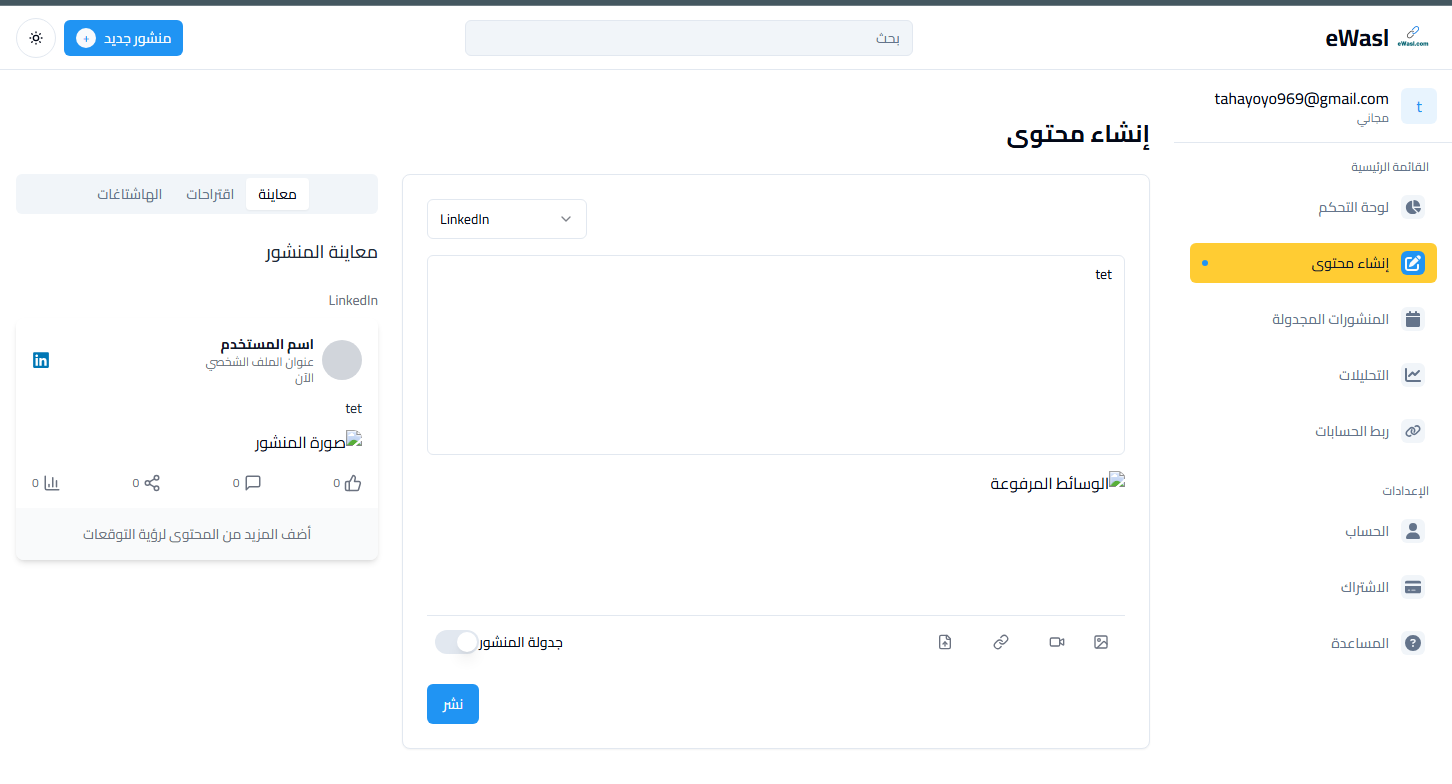 eWasl.com
eWasl
بحث
منشور جديد
+
t
tahayoyo969@gmail.com
مجاني
القائمة الرئيسية
لوحة التحكم
إنشاء محتوى
المنشورات المجدولة
التحليلات
ربط الحسابات
الإعدادات
الحساب
الاشتراك
المساعدة
?
إنشاء محتوى
LinkedIn
tet
الوسائط المرفوعة
جدولة المنشور
نشر
معاينة
اقتراحات
الهاشتاغات
معاينة المنشور
LinkedIn
اسم المستخدم
عنوان الملف الشخصي
الآن
in
tet
صورة المنشور
0
0
0
0
أضف المزيد من المحتوى لرؤية التوقعات